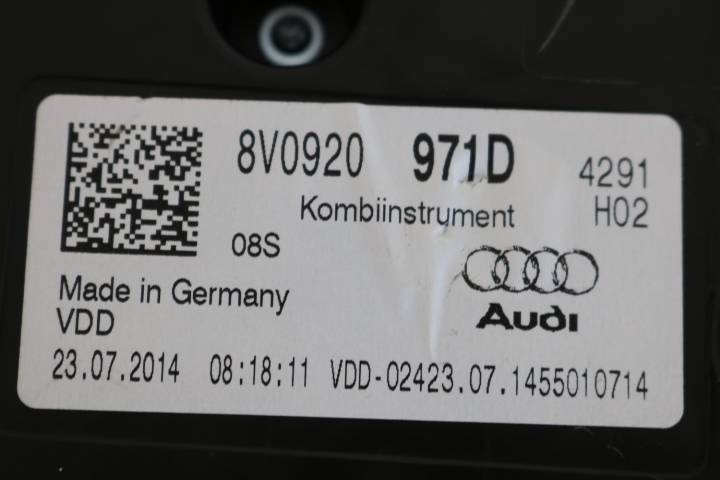 8V0920 971D 4291
Kombiinstrument H02
08S
Audi
Made in Germany
VDD
23.07.2014 08:18:11 VDD-02423.07.1455010714